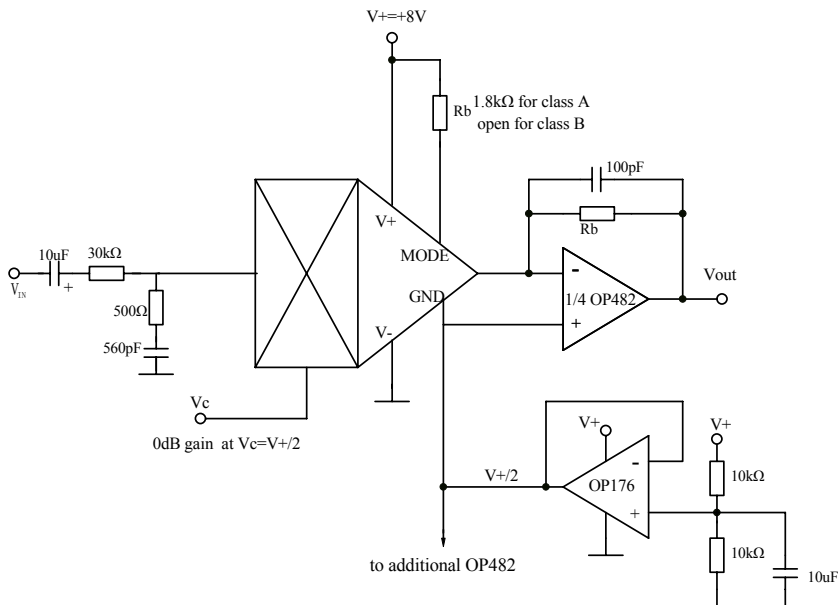 V+=+8V
Rb
1.8kΩ for class A
open for class B
100pF
V+
Rb
MODE
10uF
30kΩ
Vout
GND
-
1/4 OP482
VIN
+
500Ω
+
V-
560pF
Vc
V+
V+
0dB gain at Vc=V+/2
-
10kΩ
V+/2
OP176
+
10kΩ
to additional OP482
10uF